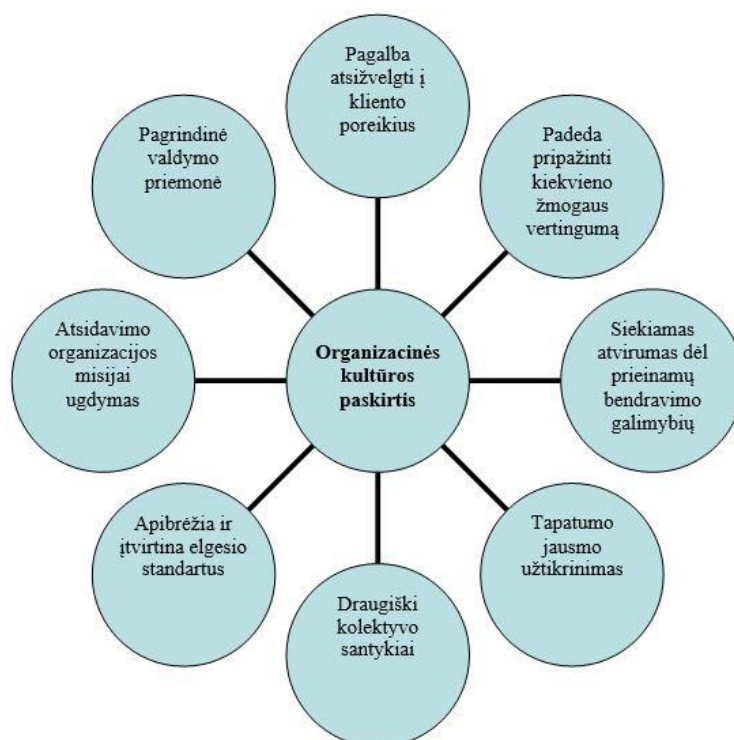 Pagalba
atsižvelgti į
kliento
poreikius
Padeda
pripažinti
kiekvieno
žmogaus
vertingumą
Siekiamas
atvirumas dėl
prieinamų
bendravimo
galimybių
Tapatumo
jausmo
užtikrinimas
Draugiški
kolektyvo
santykiai
Apibrėžia ir
įtvirtina elgesio
standartus
Atsidavimo
organizacijos
misijai
ugdymas
Pagrindinė
valdymo
priemonė
Organizacinės
kultūros
paskirtis